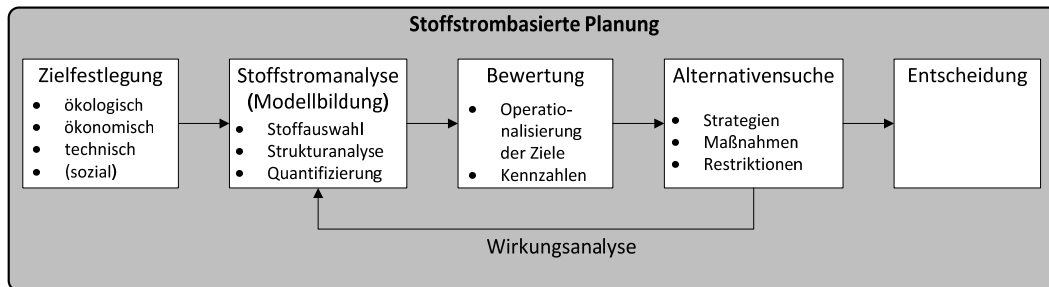 Stoffstrombasierte Planung
Zielfestlegung
• ökologisch
• ökonomisch
• technisch
• (sozial)
Stoffstromanalyse
(Modellbildung)
• Stoffauswahl
• Strukturanalyse
• Quantifizierung
Bewertung
• Operatio-
nalisierung
der Ziele
• Kennzahlen
Alternativensuche
• Strategien
• Maßnahmen
• Restriktionen
Entscheidung
Wirkungsanalyse